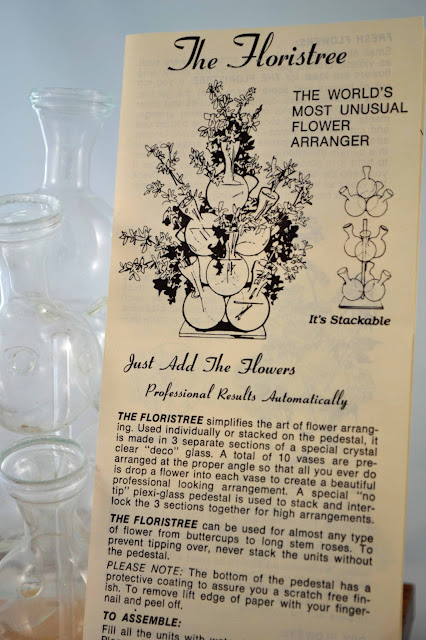 The Floristree
THE WORLD'S
MOST UNUSUAL
FLOWER
ARRANGER
It's Stackable
Just Add The Flowers
Professional Results Automatically
THE FLORISTREE simplifies the art of flower arrang-
ing. Used individually or stacked on the pedestal, it
is made in 3 separate sections of a special crystal
clear "deco" glass. A total of 10 vases are pre-
arranged at the proper angle so that all you ever do
is drop a flower into each vase to create a beautiful
professional looking arrangement. A special "no
tip" plexi-glass pedestal is used to stack and inter-
lock the 3 sections together for high arrangements.
THE FLORISTREE can be used for almost any type
of flower from buttercups to long stem roses. To
prevent tipping over, never stack the units without
the pedestal.
PLEASE NOTE: The bottom of the pedestal has a
protective coating to assure you a scratch free fin-
ish. To remove lift edge of paper with your finger-
nail and peel off.
TO ASSEMBLE:
Fill all the units with